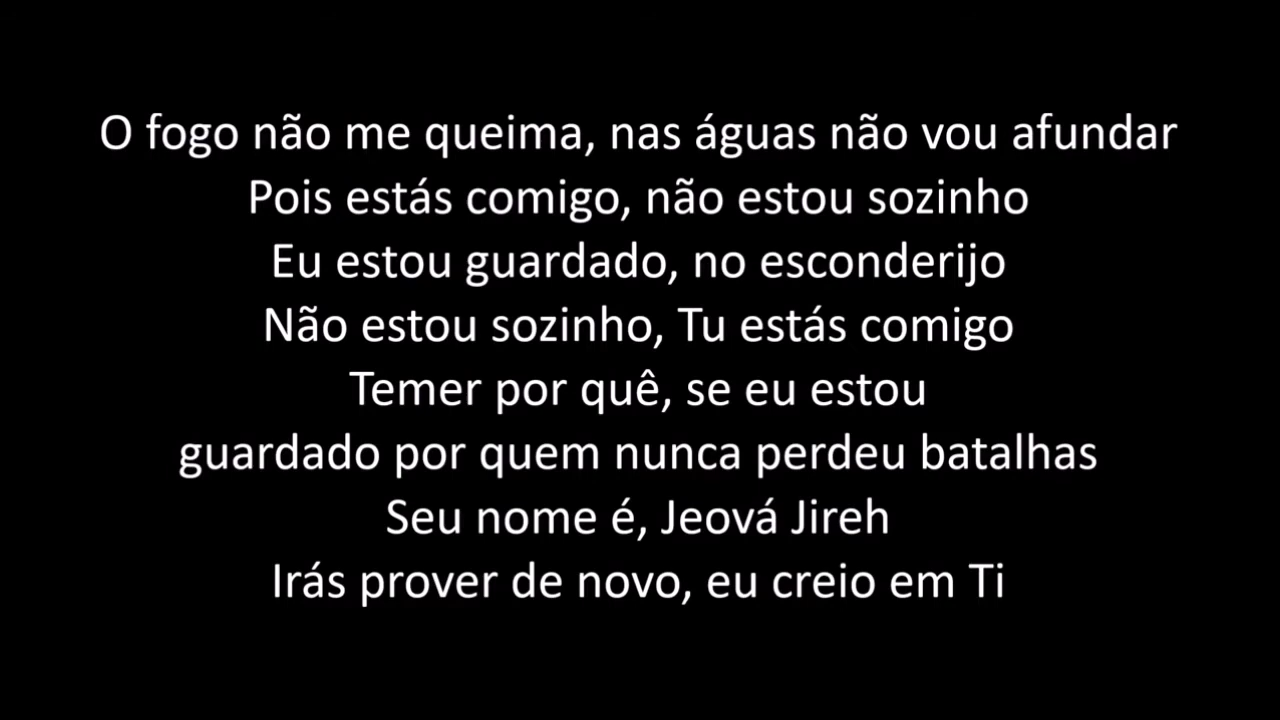 O fogo não me queima, nas águas não vou afundar
Pois estás comigo, não estou sozinho
Eu estou guardado, no esconderijo
Não estou sozinho, Tu estás comigo
Temer por quê, se eu estou
guardado por quem nunca perdeu batalhas
Seu nome é, Jeová Jireh
Irás prover de novo, eu creio em Ti